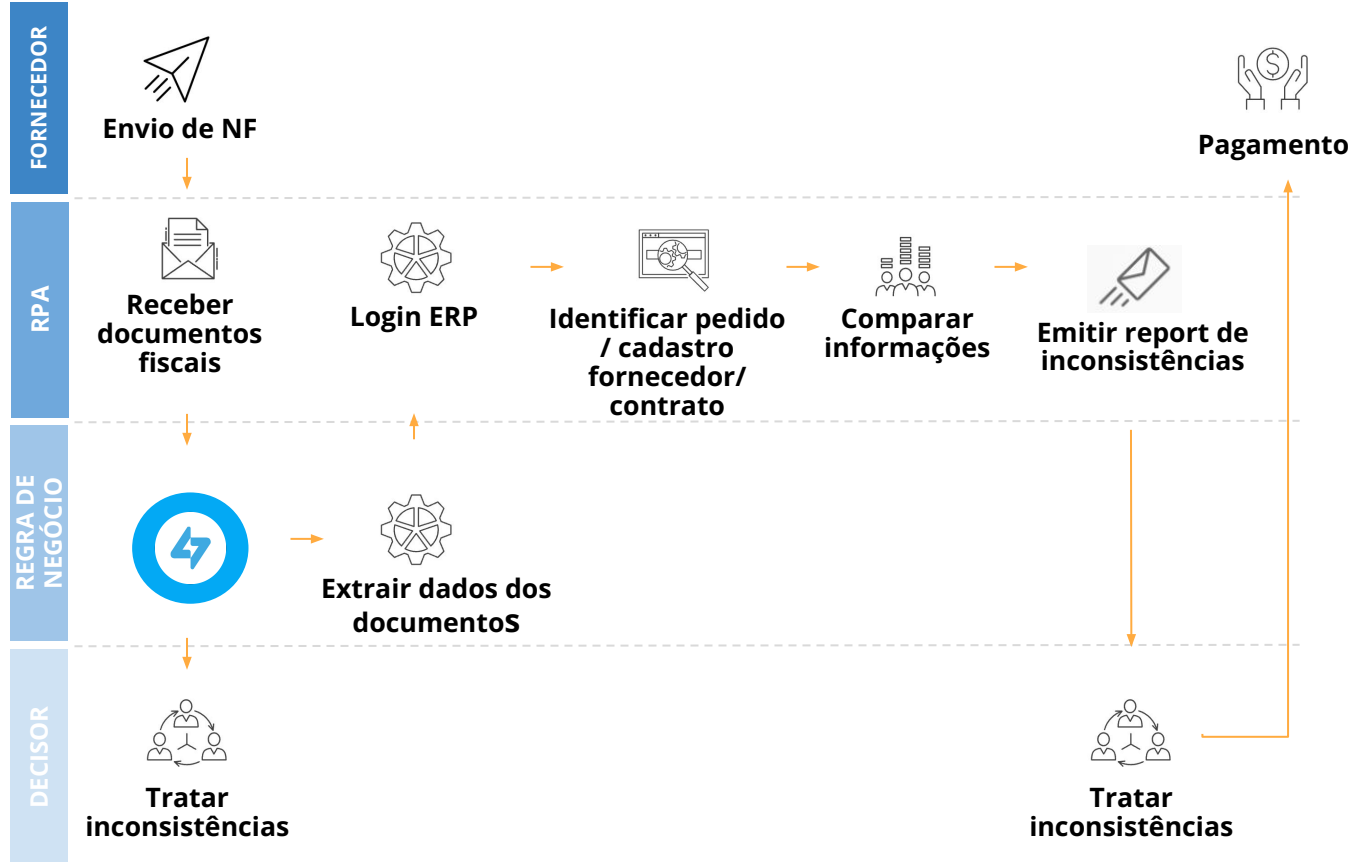 FORNECEDOR
Envio de NF
Pagamento
RPA
Receber
documentos
fiscais
Login ERP
Identificar pedido
/ cadastro
fornecedor/
contrato
Comparar
informações
Emitir report de
inconsistências
REGRA DE
NEGÓCIO
Extrair dados dos
documentos
DECISOR
Tratar
inconsistências
Tratar
inconsistências